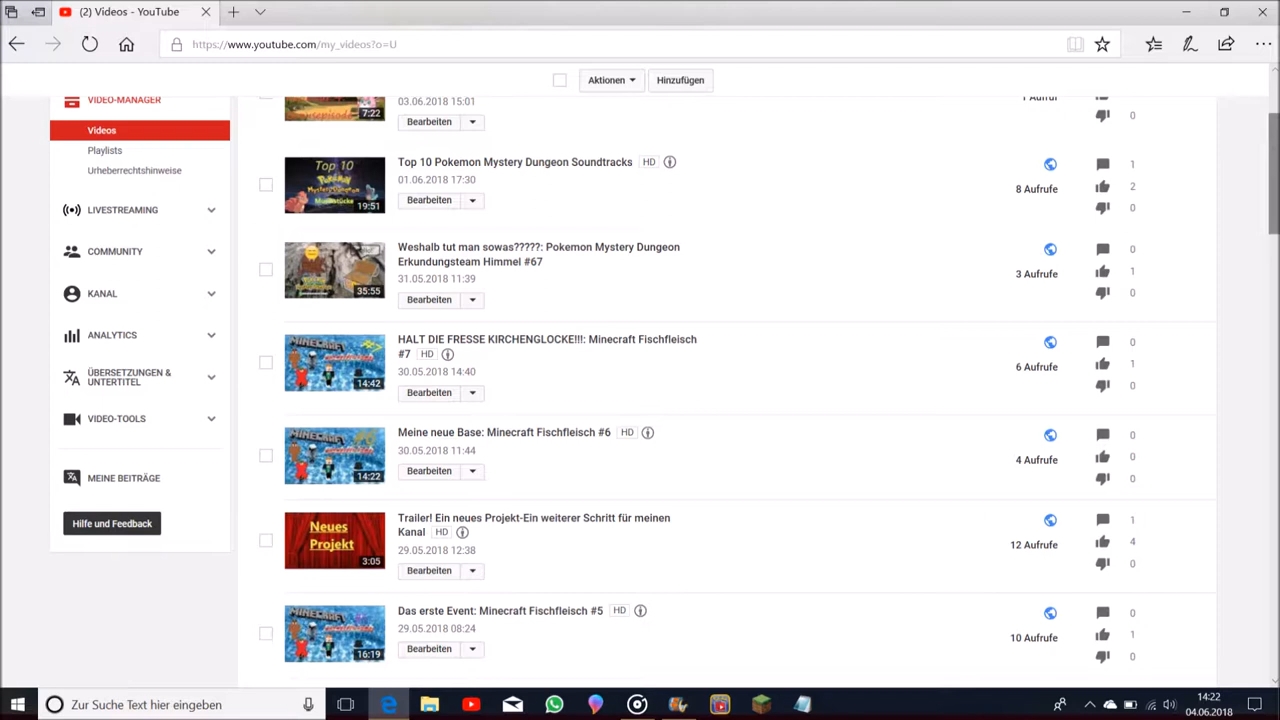 (2) Videos - YouTube
https://www.youtube.com/my_videos?o=U
Aktionen
Hinzufügen
VIDEO-MANAGER
Videos
Playlists
Urheberrechtshinweise
LIVESTREAMING
COMMUNITY
KANAL
ANALYTICS
ÜBERSETZUNGEN &
UNTERTITEL
VIDEO-TOOLS
MEINE BEITRÄGE
Hilfe und Feedback
7:22
03.06.2018 15:01
Bearbeiten
1 Aufruf
0
Top 10
Pokemon
Mystery Dungeon
19:51
Top 10 Pokemon Mystery Dungeon Soundtracks HD
01.06.2018 17:30
Bearbeiten
8 Aufrufe
1
2
0
35:55
Weshalb tut man sowas?????: Pokemon Mystery Dungeon
Erkundungsteam Himmel #67
31.05.2018 11:39
Bearbeiten
3 Aufrufe
0
1
0
MINECRAFT
14:42
HALT DIE FRESSE KIRCHENGLOCKE!!!: Minecraft Fischfleisch
#7 HD
30.05.2018 14:40
Bearbeiten
6 Aufrufe
0
1
0
MINECRAFT
14:22
Meine neue Base: Minecraft Fischfleisch #6 HD
30.05.2018 11:44
Bearbeiten
4 Aufrufe
0
0
0
Neues
Projekt
3:05
Trailer! Ein neues Projekt-Ein weiterer Schritt für meinen
Kanal HD
29.05.2018 12:38
Bearbeiten
12 Aufrufe
1
4
0
MINECRAFT
16:19
Das erste Event: Minecraft Fischfleisch #5 HD
29.05.2018 08:24
Bearbeiten
10 Aufrufe
0
1
0
Zur Suche Text hier eingeben
14:22
04.06.2018